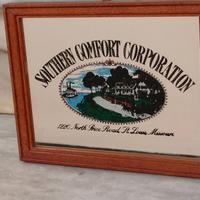 SOUTHERN COMFORT CORPORATION
1220 North Price Road, St. Louis, Missouri